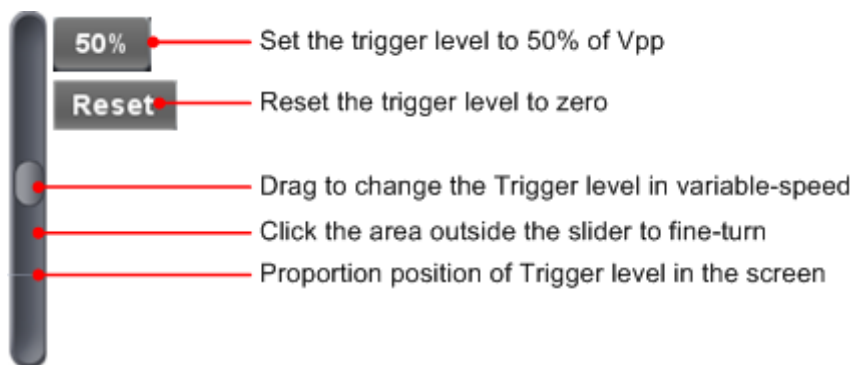 50% Set the trigger level to 50% of Vpp
Reset Reset the trigger level to zero
Drag to change the Trigger level in variable-speed
Click the area outside the slider to fine-turn
Proportion position of Trigger level in the screen